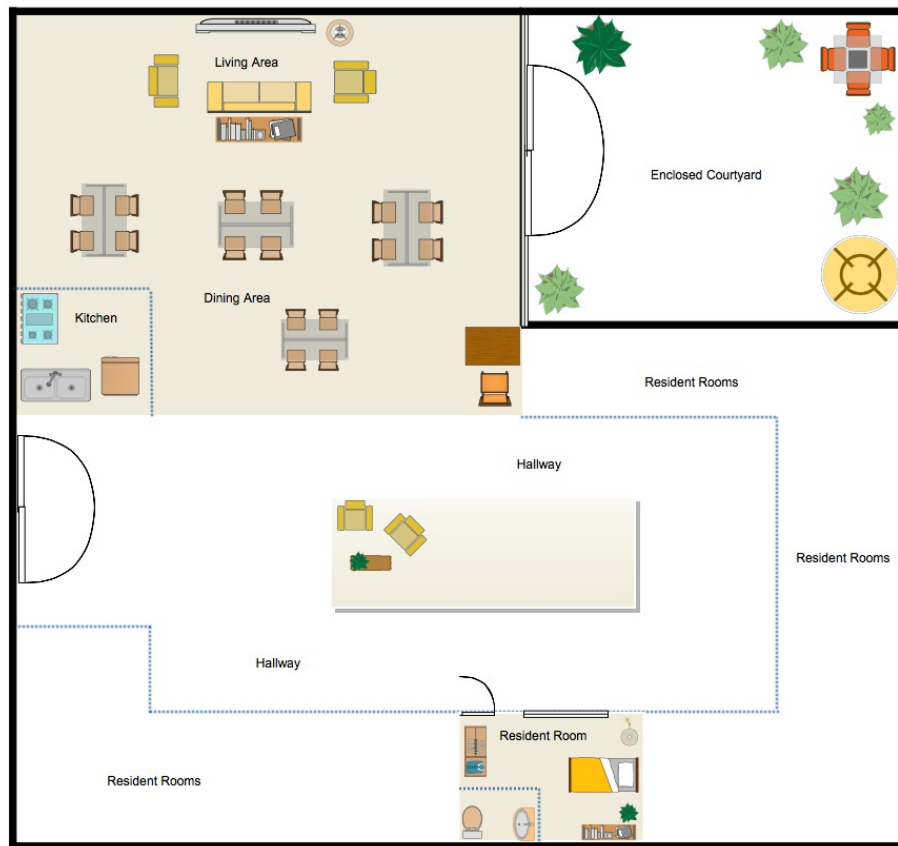 Living Area
Enclosed Courtyard
Dining Area
Kitchen
Resident Rooms
Hallway
Resident Rooms
Hallway
Resident Room
Resident Rooms